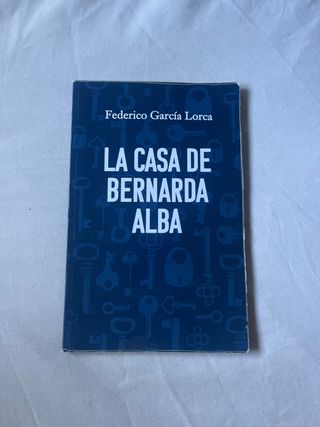 Federico García Lorca
LA CASA DE
BERNARDA
ALBA